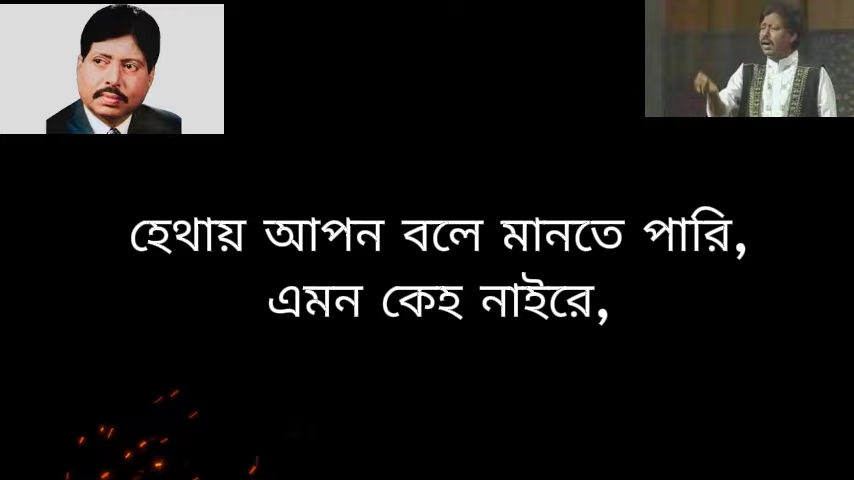 হেথায় আপন বলে মানতে পারি,
এমন কেহ নাইরে,